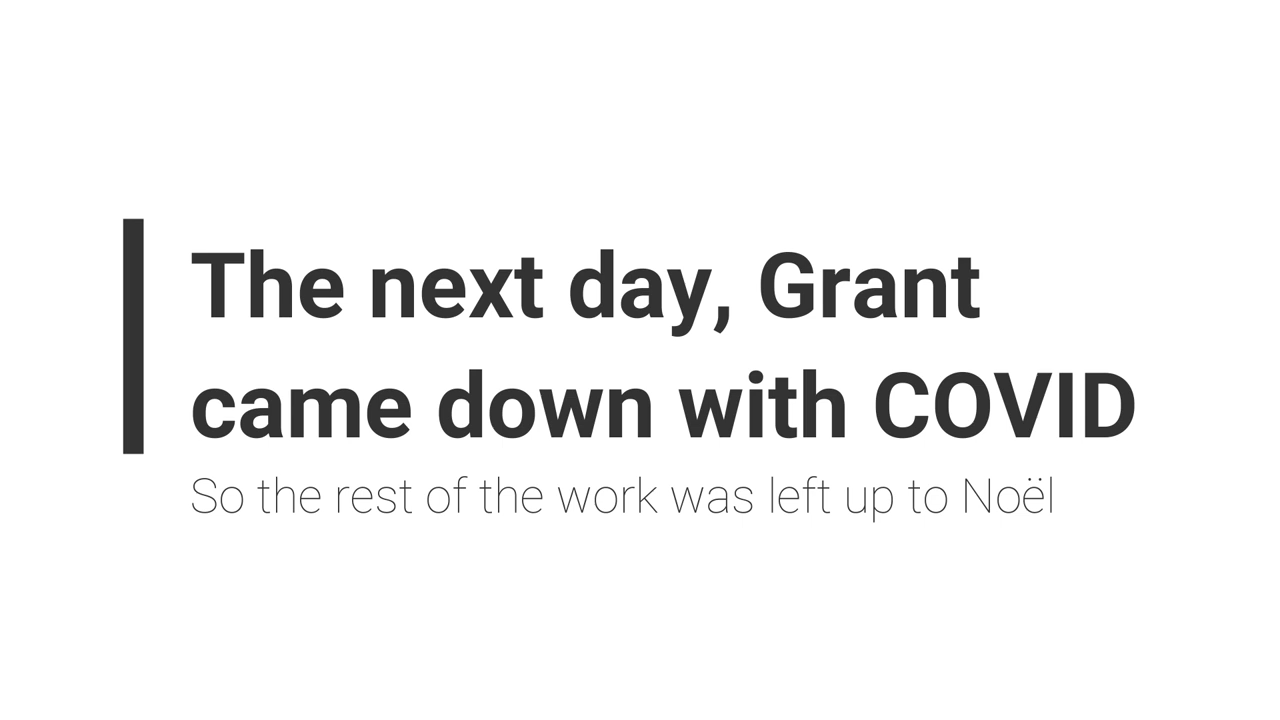 The next day, Grant
came down with COVID
So the rest of the work was left up to Noël